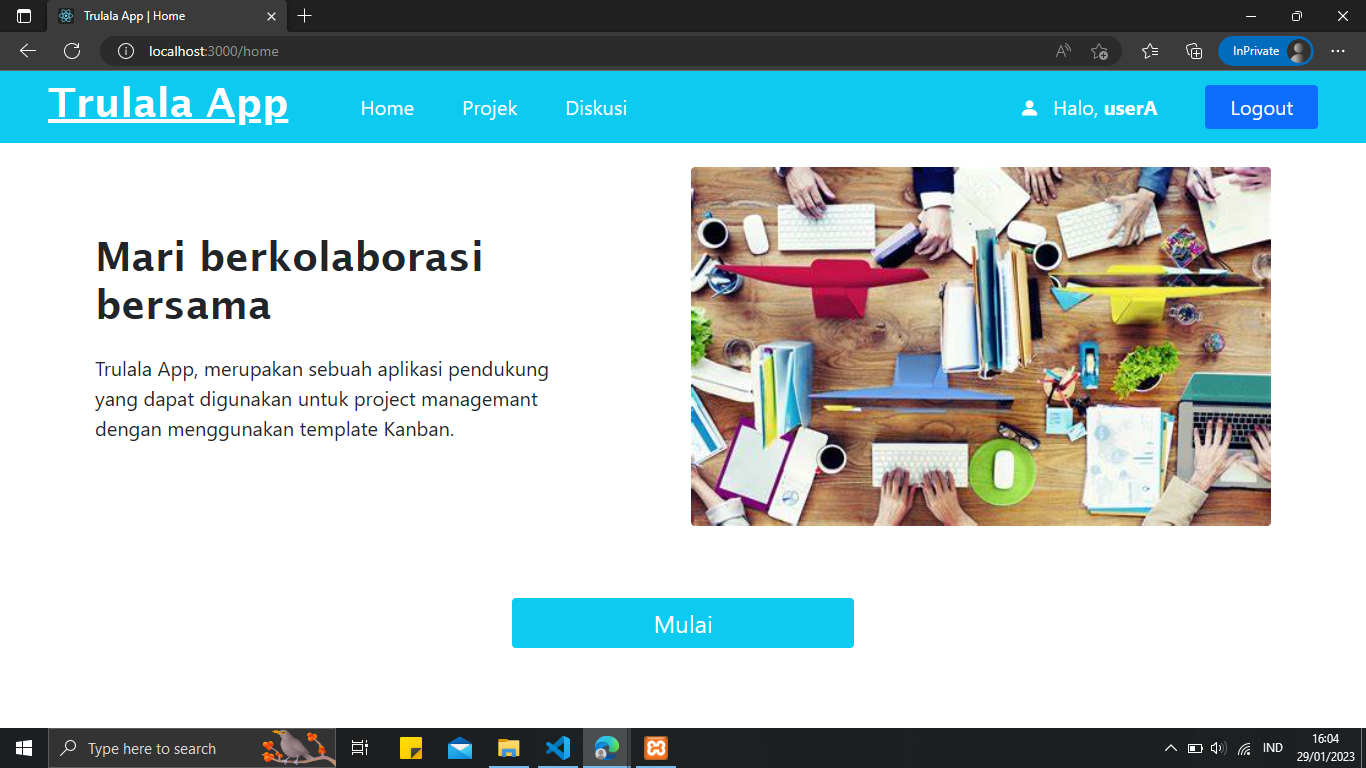 Trulala App | Home
localhost:3000/home
InPrivate
Trulala App
Home
Projek
Diskusi
Halo, userA
Logout
Mari berkolaborasi
bersama
Trulala App, merupakan sebuah aplikasi pendukung
yang dapat digunakan untuk project managemant
dengan menggunakan template Kanban.
Mulai
Type here to search
IND
16:04
29/01/2023